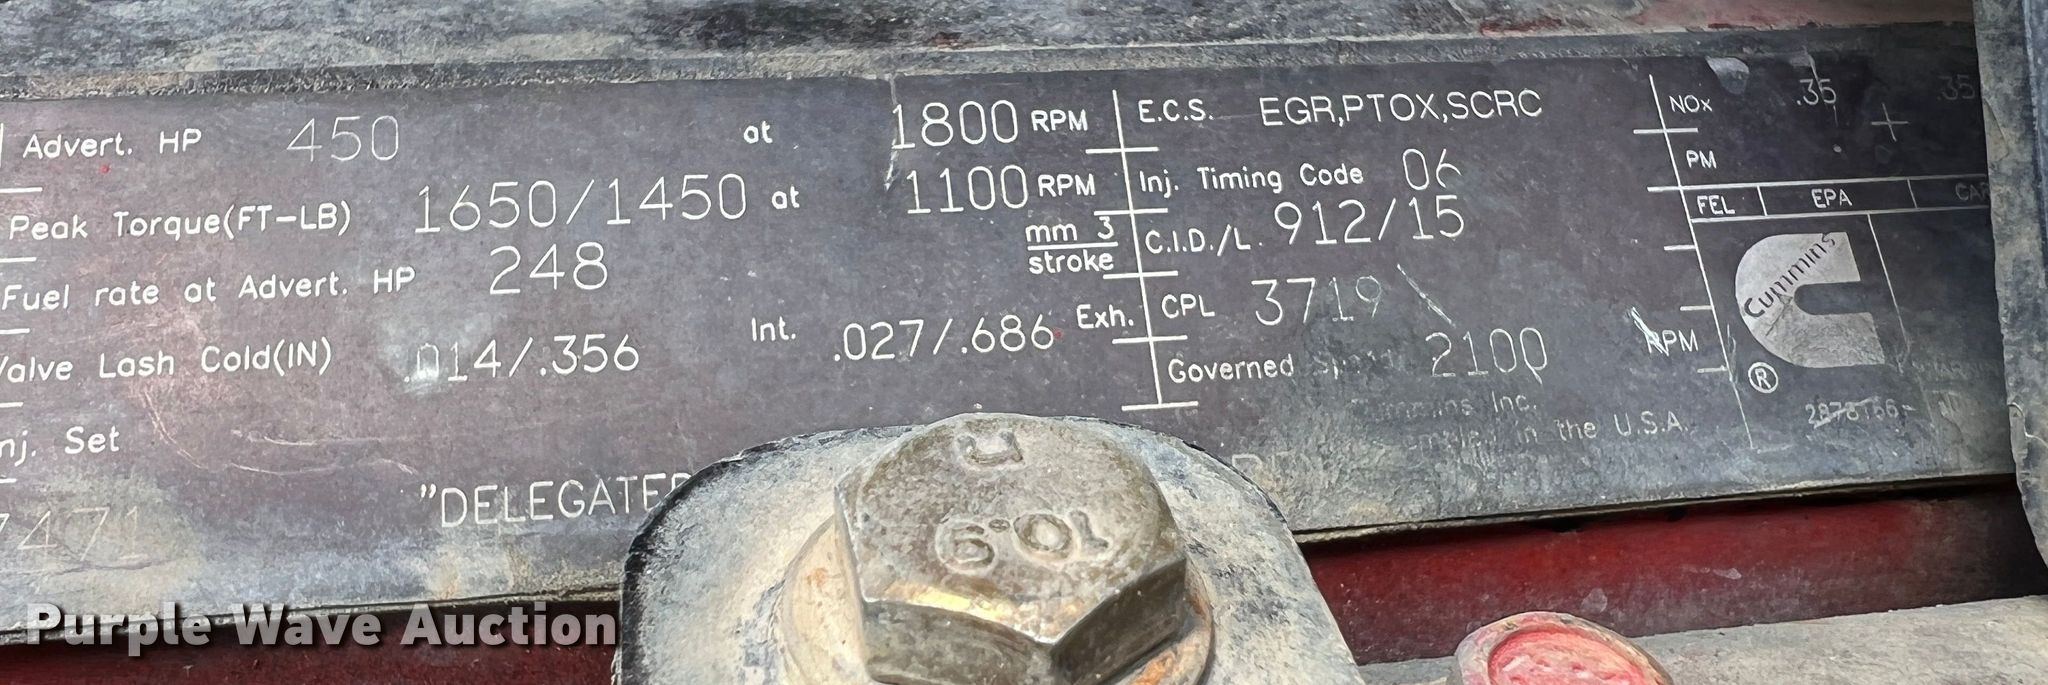 Advert. HP 450 at 1800 RPM
Peak Torque(FT-LB) 1650/1450 at 1100 RPM
Fuel rate at Advert. HP 248 mm 3
stroke
Valve Lash Cold(IN) .014/.356 Int. .027/.686 Exh.
Inj. Set
7471
"DELEGATED
E.C.S. EGR,PTOX,SCRC
Inj. Timing Code 06
C.I.D./L. 912/15
CPL 3719
Governed 2100 RPM
Cummins Inc.
in the U.S.A.
NOx .35 + .35
PM
FEL EPA
Cummins
®
U
10.9
Purple Wave Auction